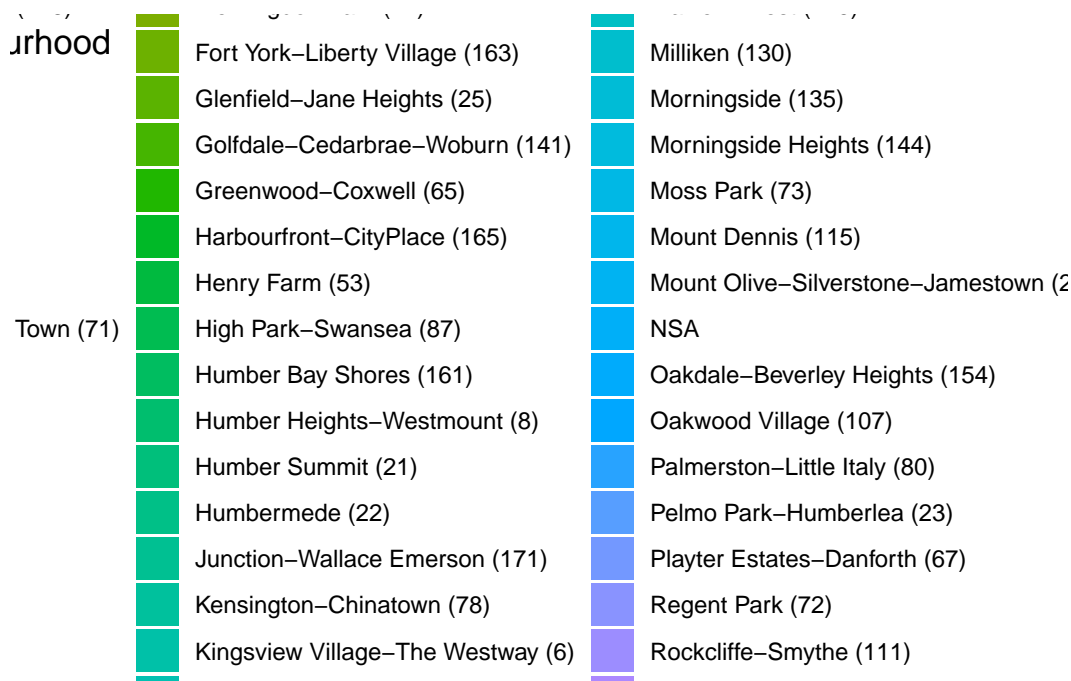 Fort York−Liberty Village (163)
Glenfield−Jane Heights (25)
Golfdale−Cedarbrae−Woburn (141)
Greenwood−Coxwell (65)
Harbourfront−CityPlace (165)
Henry Farm (53)
Town (71)
High Park−Swansea (87)
Humber Bay Shores (161)
Humber Heights−Westmount (8)
Humber Summit (21)
Humbermede (22)
Junction−Wallace Emerson (171)
Kensington−Chinatown (78)
Kingsview Village−The Westway (6)
Milliken (130)
Morningside (135)
Morningside Heights (144)
Moss Park (73)
Mount Dennis (115)
Mount Olive−Silverstone−Jamestown (2
NSA
Oakdale−Beverley Heights (154)
Oakwood Village (107)
Palmerston−Little Italy (80)
Pelmo Park−Humberlea (23)
Playter Estates−Danforth (67)
Regent Park (72)
Rockcliffe−Smythe (111)